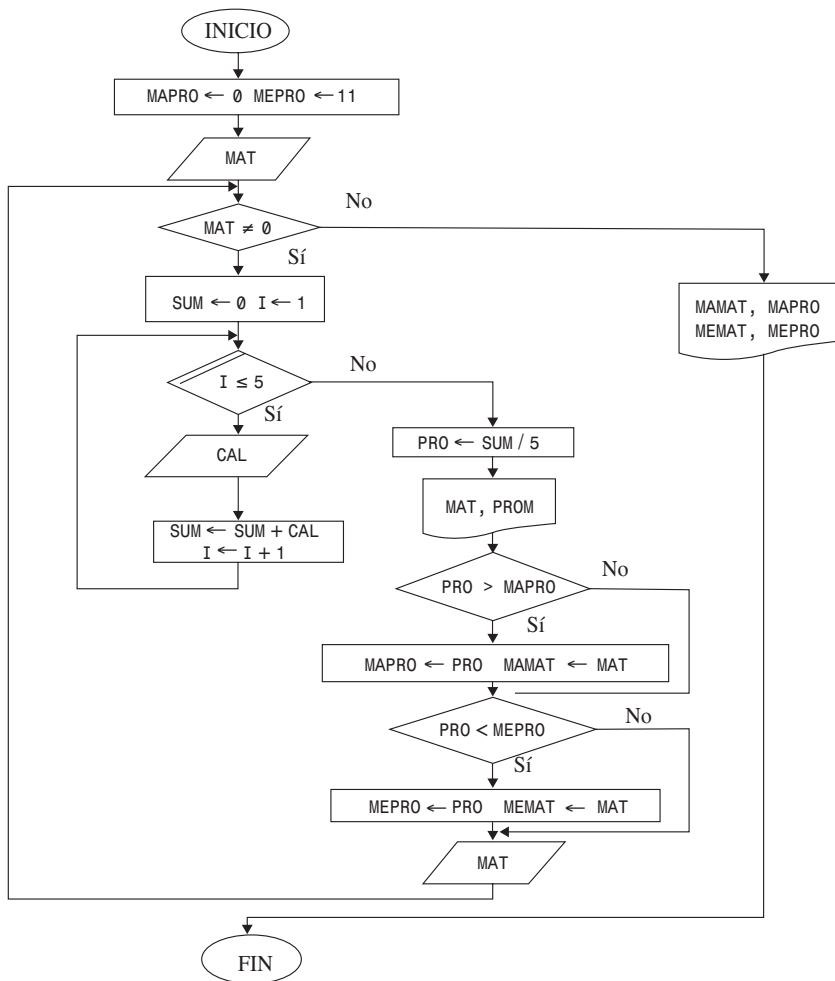 INICIO
MAPRO ← 0 MEPRO ← 11
MAT
MAT ≠ 0
No
Sí
SUM ← 0 I ← 1
MAMAT, MAPRO
MEMAT, MEPRO
I ≤ 5
No
Sí
CAL
SUM ← SUM + CAL
I ← I + 1
PRO ← SUM / 5
MAT, PROM
PRO > MAPRO
No
Sí
MAPRO ← PRO MAMAT ← MAT
PRO < MEPRO
No
Sí
MEPRO ← PRO MEMAT ← MAT
MAT
FIN